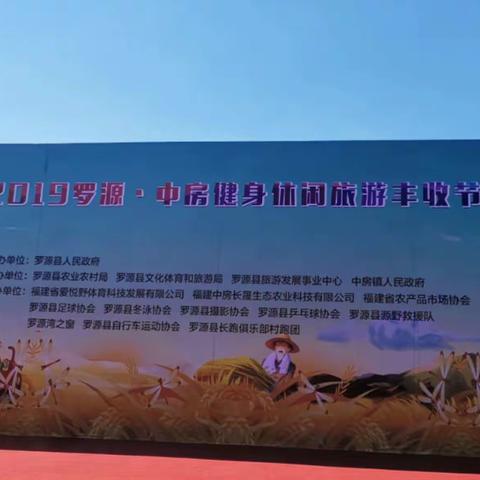 2019罗源·中房健身休闲旅游丰收节
办单位：罗源县人民政府
办单位：罗源县农业农村局 罗源县文化体育和旅游局 罗源县旅游发展事业中心 中房镇人民政府
办单位：福建省爱悦野体育科技发展有限公司 福建中房长晟生态农业科技有限公司 福建省农产品市场协会
罗源县足球协会 罗源县冬泳协会 罗源县摄影协会 罗源县乒乓球协会 罗源县源野救援队
罗源湾之窗 罗源县自行车运动协会 罗源县长跑俱乐部村跑团